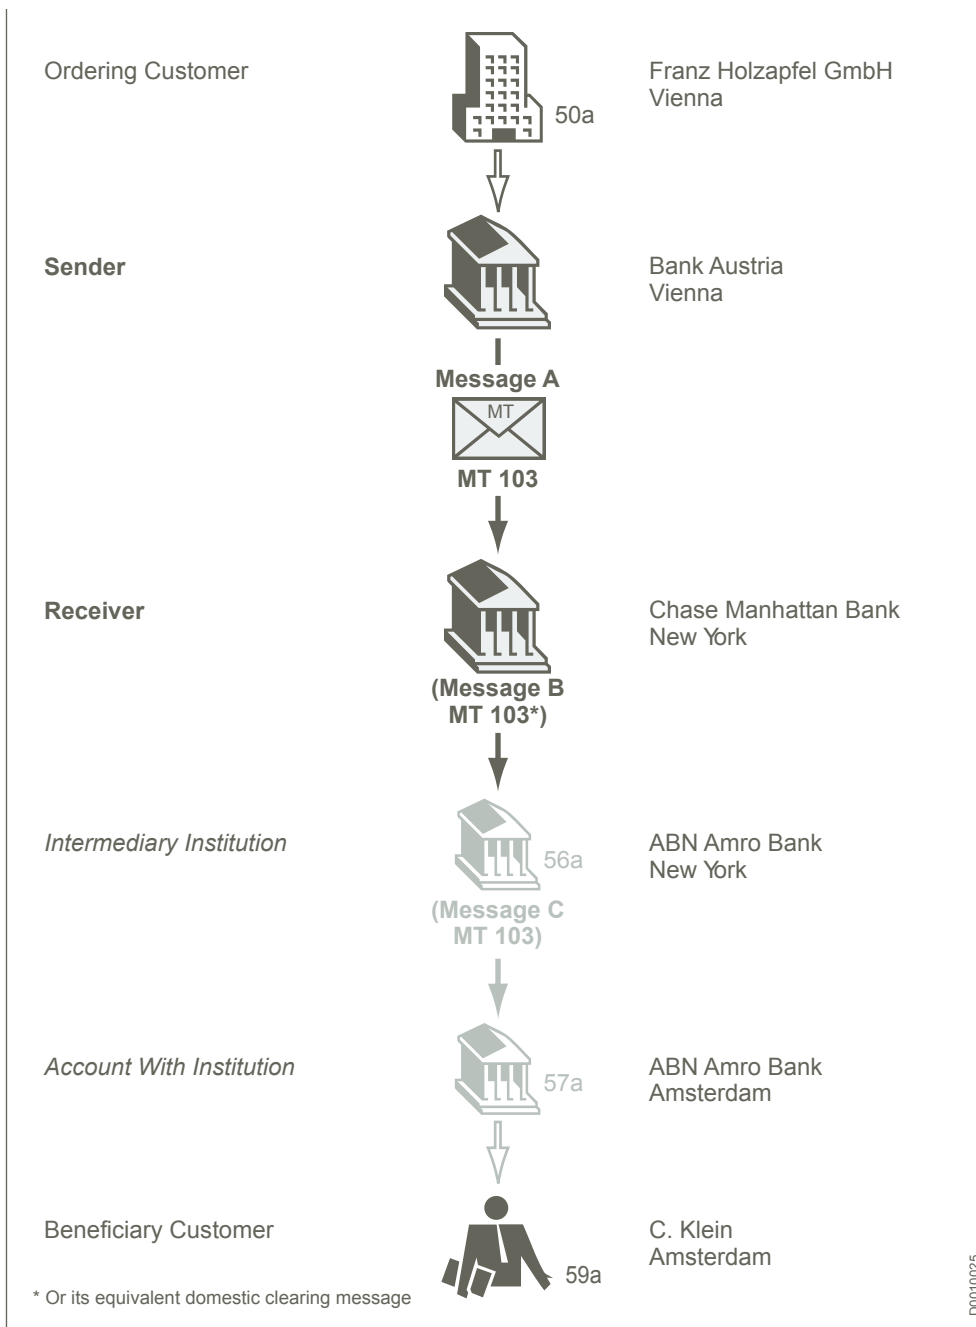 Ordering Customer
50a
Franz Holzapfel GmbH
Vienna
Sender
Bank Austria
Vienna
Message A
MT
MT 103
Receiver
Chase Manhattan Bank
New York
(Message B
MT 103*)
Intermediary Institution
56a
ABN Amro Bank
New York
(Message C
MT 103)
Account With Institution
57a
ABN Amro Bank
Amsterdam
Beneficiary Customer
59a
C. Klein
Amsterdam
* Or its equivalent domestic clearing message
D0010025